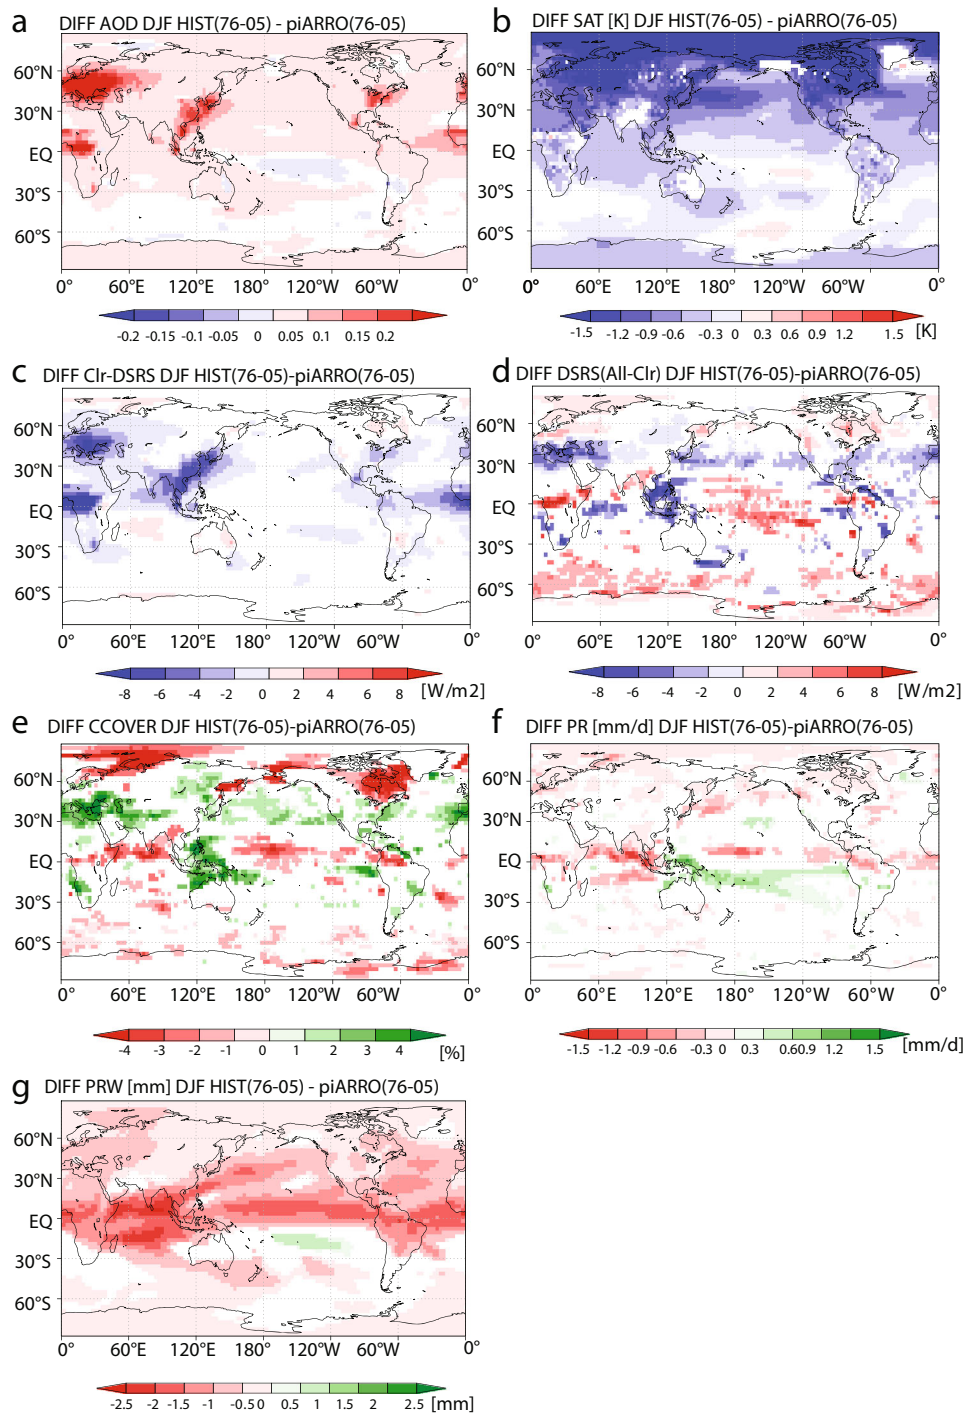 a DIFF AOD DJF HIST(76-05) - piARRO(76-05)
60°N
30°N
EQ
30°S
60°S
0° 60°E 120°E 180° 120°W 60°W 0°
-0.2 -0.15 -0.1 -0.05 0 0.05 0.1 0.15 0.2
b DIFF SAT [K] DJF HIST(76-05) - piARRO(76-05)
60°N
30°N
EQ
30°S
60°S
0° 60°E 120°E 180° 120°W 60°W 0°
-1.5 -1.2 -0.9 -0.6 -0.3 0 0.3 0.6 0.9 1.2 1.5 [K]
c DIFF Clr-DSRS DJF HIST(76-05)-piARRO(76-05)
60°N
30°N
EQ
30°S
60°S
0° 60°E 120°E 180° 120°W 60°W 0°
-8 -6 -4 -2 0 2 4 6 8 [W/m2]
d DIFF DSRS(All-Clr) DJF HIST(76-05)-piARRO(76-05)
60°N
30°N
EQ
30°S
60°S
0° 60°E 120°E 180° 120°W 60°W 0°
-8 -6 -4 -2 0 2 4 6 8 [W/m2]
e DIFF CCOVER DJF HIST(76-05)-piARRO(76-05)
60°N
30°N
EQ
30°S
60°S
0° 60°E 120°E 180° 120°W 60°W 0°
-4 -3 -2 -1 0 1 2 3 4 [%]
f DIFF PR [mm/d] DJF HIST(76-05)-piARRO(76-05)
60°N
30°N
EQ
30°S
60°S
0° 60°E 120°E 180° 120°W 60°W 0°
-1.5 -1.2 -0.9 -0.6 -0.3 0 0.3 0.60.9 1.2 1.5 [mm/d]
g DIFF PRW [mm] DJF HIST(76-05) - piARRO(76-05)
60°N
30°N
EQ
30°S
60°S
0° 60°E 120°E 180° 120°W 60°W 0°
-2.5 -2 -1.5 -1 -0.5 0 0.5 1 1.5 2 2.5 [mm]